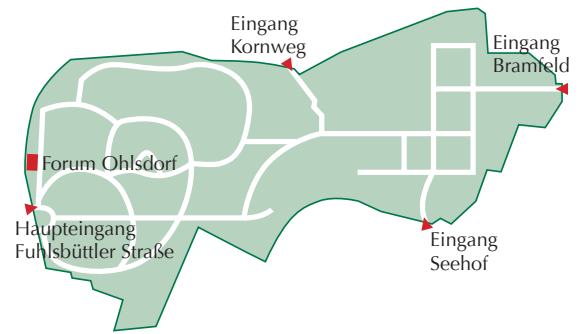 Eingang
Kornweg
Eingang
Bramfeld
Forum Ohlsdorf
Haupteingang
Fuhlsbüttler Straße
Eingang
Seehof